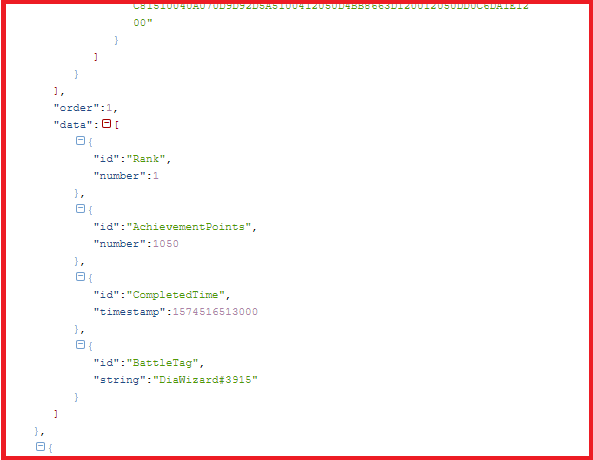 00"
}
]
}
],
"order":1,
"data":[
{
"id":"Rank",
"number":1
},
{
"id":"AchievementPoints",
"number":1050
},
{
"id":"CompletedTime",
"timestamp":1574516513000
},
{
"id":"BattleTag",
"string":"DiaWizard#3915"
}
]
},
{